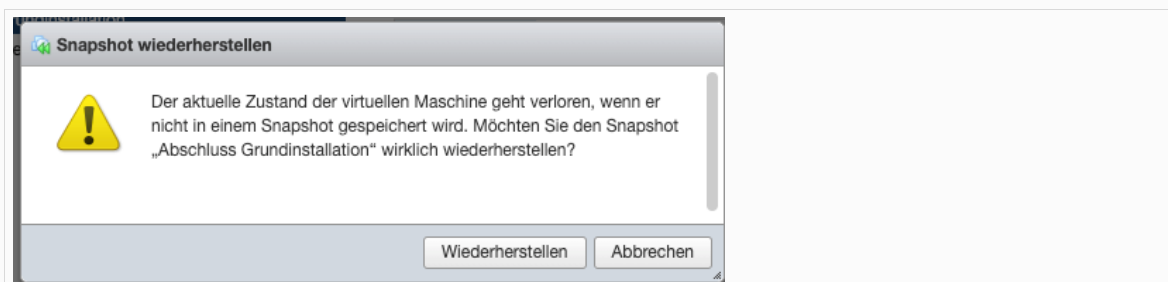 Snapshot wiederherstellen
Der aktuelle Zustand der virtuellen Maschine geht verloren, wenn er
nicht in einem Snapshot gespeichert wird. Möchten Sie den Snapshot
„Abschluss Grundinstallation“ wirklich wiederherstellen?
Wiederherstellen
Abbrechen